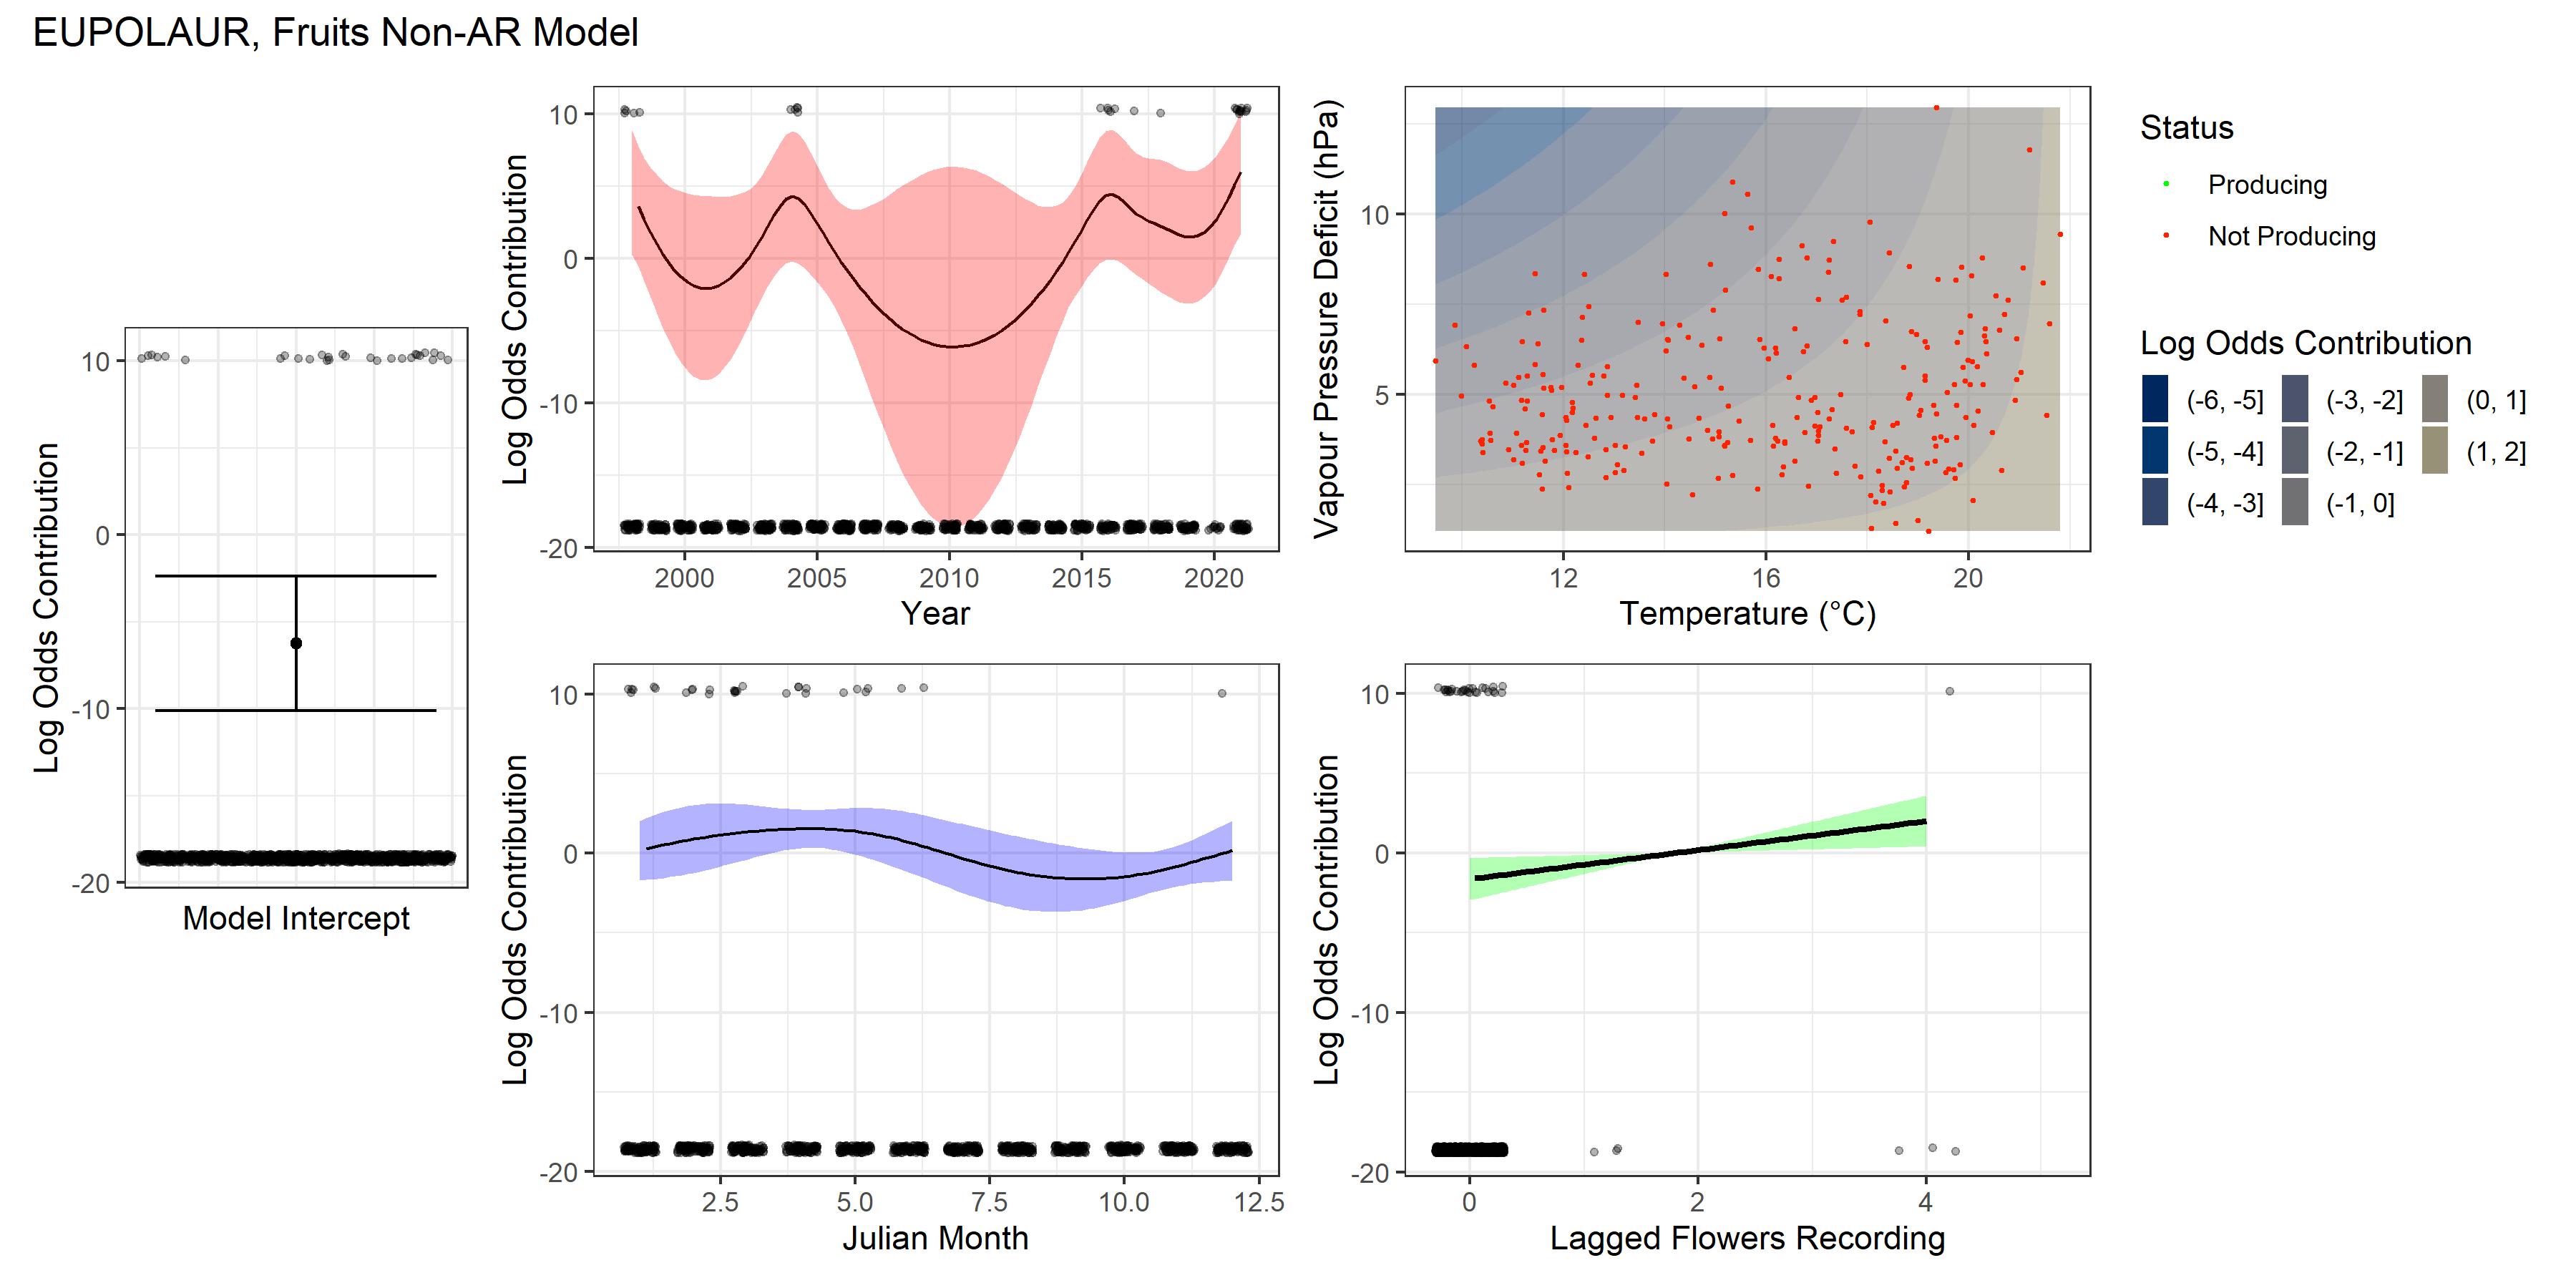 EUPOLAUR, Fruits Non-AR Model
Log Odds Contribution
10
0
-10
-20
Model Intercept
Log Odds Contribution
10
0
-10
-20
2000 2005 2010 2015 2020
Year
Vapour Pressure Deficit (hPa)
10
5
12 16 20
Temperature (°C)
Status
Producing
Not Producing
Log Odds Contribution
(-6, -5] (-3, -2] (0, 1]
(-5, -4] (-2, -1] (1, 2]
(-4, -3] (-1, 0]
Log Odds Contribution
10
0
-10
-20
2.5 5.0 7.5 10.0 12.5
Julian Month
Log Odds Contribution
10
0
-10
-20
0 2 4
Lagged Flowers Recording